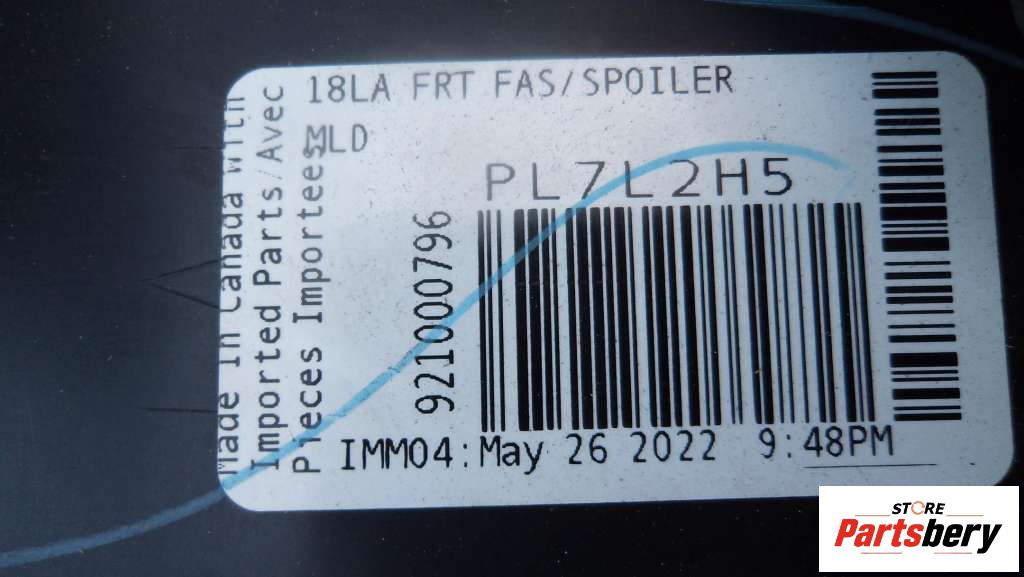 18LA FRT FAS/SPOILER
MLD
PL7L2H5
921000796
IMM04:May 26 2022 9:48PM
Made In Canada With
Imported Parts/Avec
Pieces Importees
STORE
Partsbery